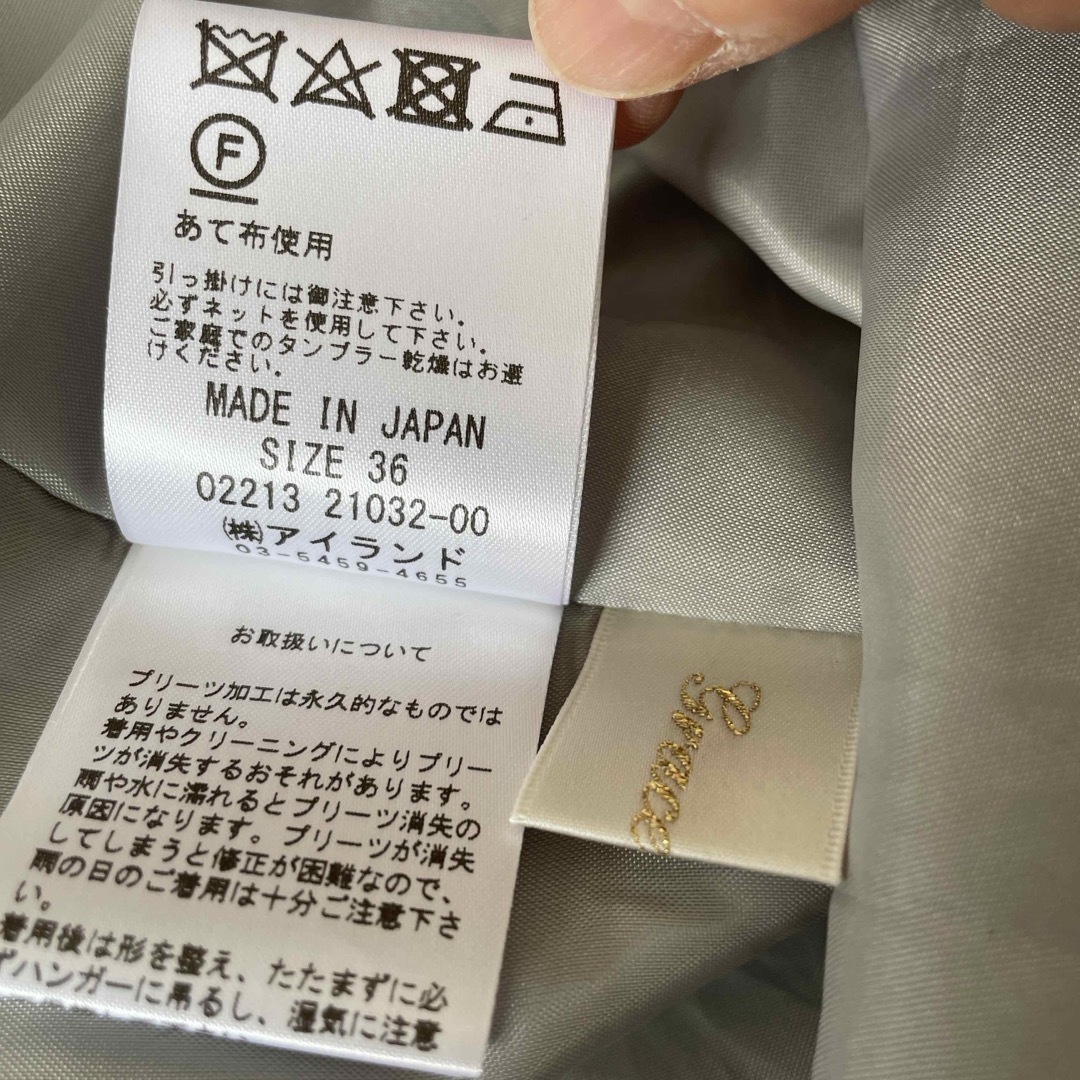 F
あて布使用
引っ掛けには御注意下さい。
必ずネットを使用して下さい。
ご家庭でのタンブラー乾燥はお避
けください。
MADE IN JAPAN
SIZE 36
02213 21032-00
㈱アイランド
03-5459-4655
お取扱いについて
プリーツ加工は永久的なものでは
ありません。
着用やクリーニングによりプリー
ツが消失するおそれがあります。
雨や水に濡れるとプリーツ消失の
原因になります。プリーツが消失
してしまうと修正が困難なので、
雨の日のご着用は十分ご注意下さ
い。
着用後は形を整え、たたまずに必
ずハンガーに吊るし、湿気に注意
Grace